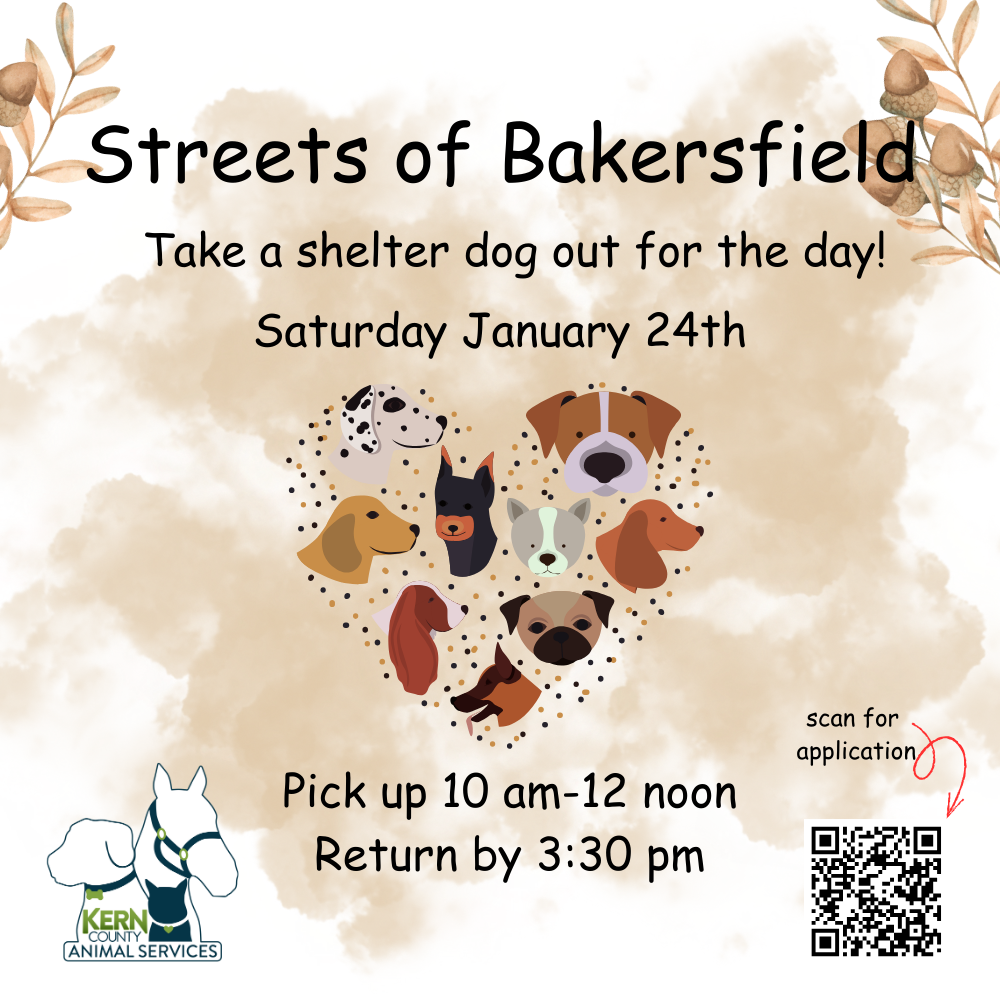 Streets of Bakersfield
Take a shelter dog out for the day!
Saturday January 24th
scan for
application
Pick up 10 am-12 noon
Return by 3:30 pm
KERN
COUNTY
ANIMAL SERVICES